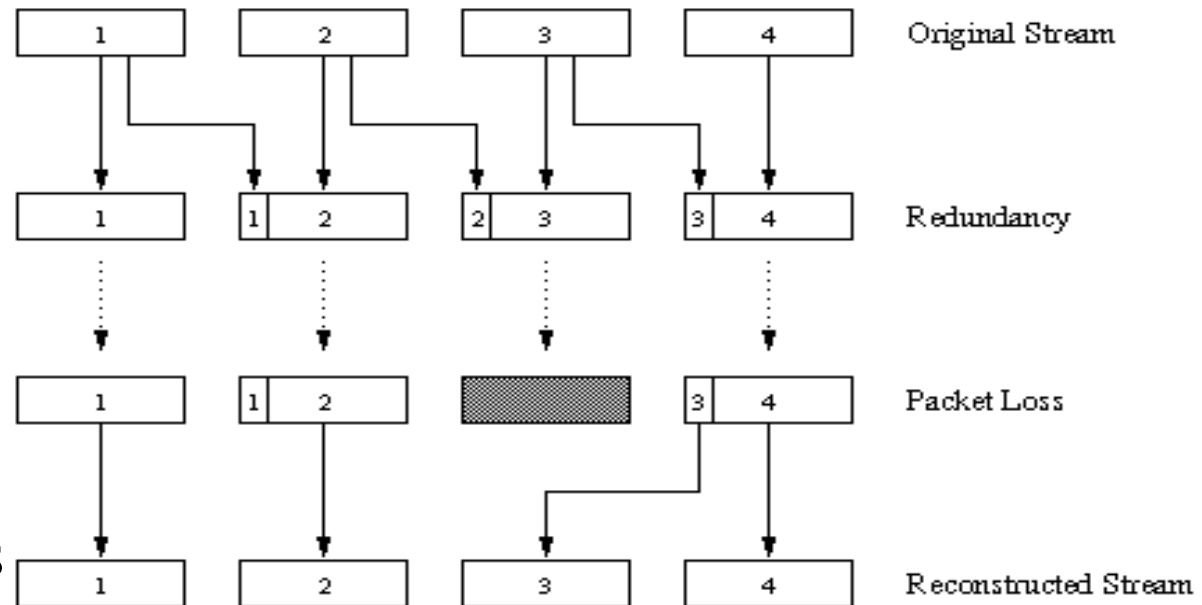 1 2 3 4 Original Stream
1 1 2 2 3 3 4 Redundancy
1 1 2 3 4 Packet Loss
1 2 3 4 Reconstructed Stream